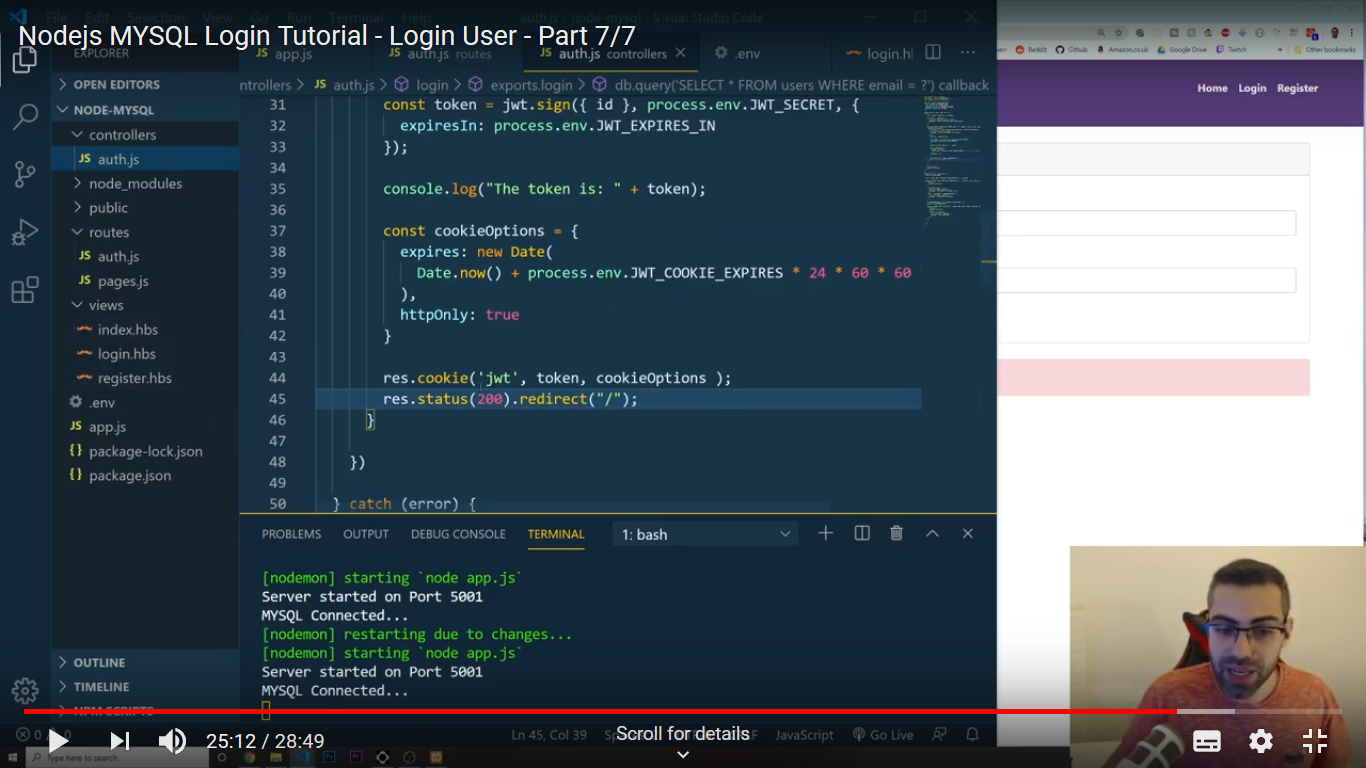 File Edit Selection View Go Run Terminal Help auth.js - node-mysql - Visual Studio Code
Nodejs MYSQL Login Tutorial - Login User - Part 7/7
Reddit Github Amazon.co.uk Google Drive Twitch Other bookmarks
EXPLORER
JS app.js JS auth.js routes JS auth.js controllers .env login.h
OPEN EDITORS
ntrollers > JS auth.js > login > exports.login > db.query('SELECT * FROM users WHERE email = ?') callback
Home Login Register
NODE-MYSQL
controllers
JS auth.js
node_modules
public
routes
JS auth.js
JS pages.js
views
index.hbs
login.hbs
register.hbs
.env
JS app.js
{} package-lock.json
{} package.json
OUTLINE
TIMELINE
NPM SCRIPTS
31 const token = jwt.sign({ id }, process.env.JWT_SECRET, {
32 expiresIn: process.env.JWT_EXPIRES_IN
33 });
34
35 console.log("The token is: " + token);
36
37 const cookieOptions = {
38 expires: new Date(
39 Date.now() + process.env.JWT_COOKIE_EXPIRES * 24 * 60 * 60
40 ),
41 httpOnly: true
42 }
43
44 res.cookie('jwt', token, cookieOptions );
45 res.status(200).redirect("/");
46 }
47
48 })
49
50 } catch (error) {
PROBLEMS OUTPUT DEBUG CONSOLE TERMINAL 1: bash
[nodemon] starting `node app.js`
Server started on Port 5001
MYSQL Connected...
[nodemon] restarting due to changes...
[nodemon] starting `node app.js`
Server started on Port 5001
MYSQL Connected...
25:12 / 28:49
Scroll for details
Ln 45, Col 39 JavaScript Go Live
Type here to search